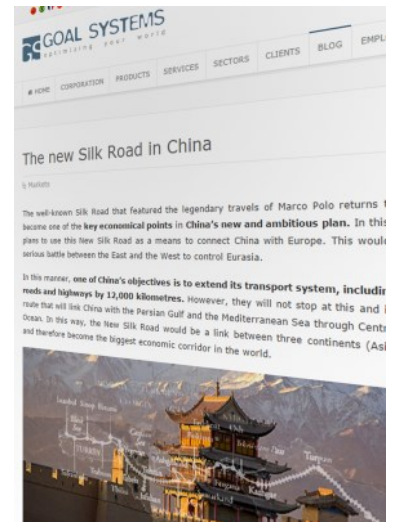 GOAL SYSTEMS
optimizing your world
HOME CORPORATION PRODUCTS SERVICES SECTORS CLIENTS BLOG EMPL
The new Silk Road in China
By Marketo
The well-known Silk Road that featured the legendary travels of Marco Polo returns t
become one of the key economical points in China's new and ambitious plan. In this
plans to use this New Silk Road as a means to connect China with Europe. This would
serious battle between the East and the West to control Eurasia.
In this manner, one of China's objectives is to extend its transport system, includin
roads and highways by 12,000 kilometres. However, they will not stop at this and i
route that will link China with the Persian Gulf and the Mediterranean Sea through Centr
Ocean. In this way, the New Silk Road would be a link between three continents (Asi
and therefore become the biggest economic corridor in the world.
Turpan